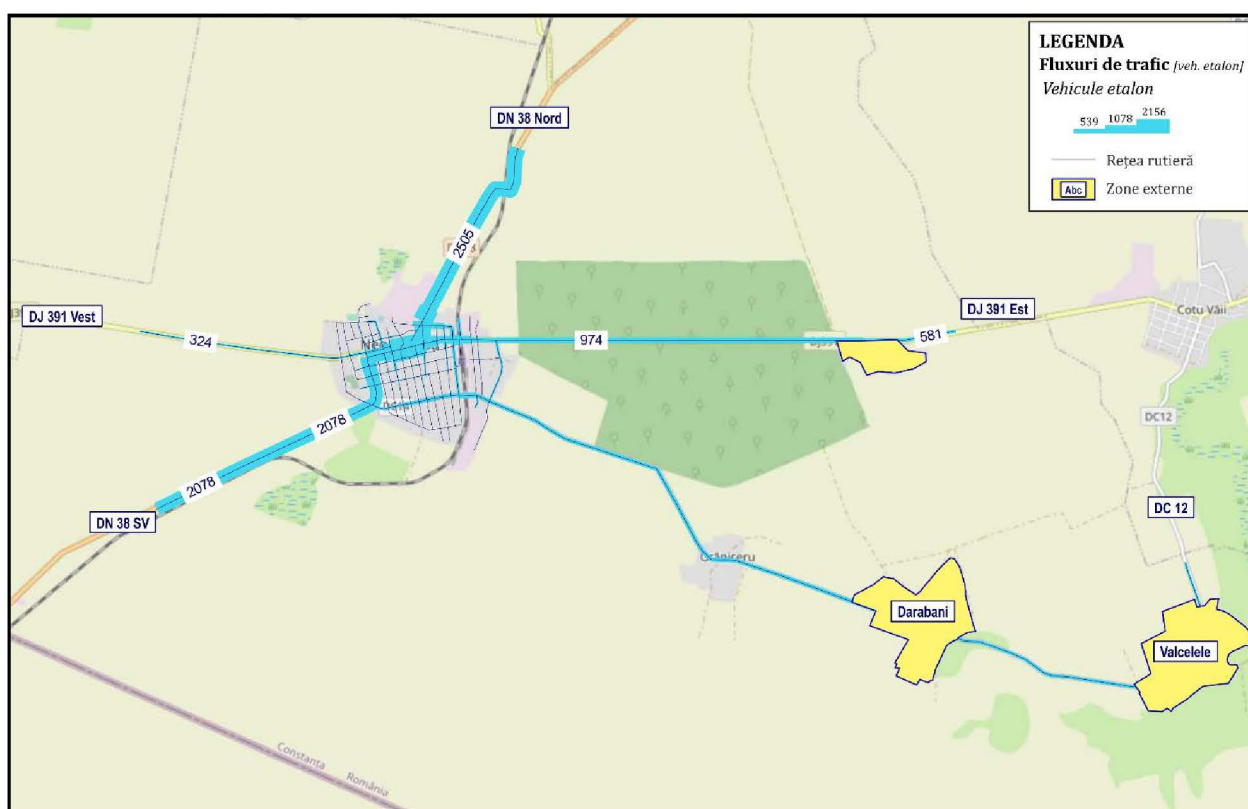 LEGENDA
Fluxuri de trafic [veh. etalon]
Vehicule etalon
539 1078 2156
Rețea rutieră
Abc Zone externe
DN 38 Nord
2505
DJ 391 Vest
324
974
DJ 391 Est
581
Cotu Văii
2078
2078
DC12
DN 38 SV
DC 12
Grăniceru
Darabani
Valcelele
Constanța
România